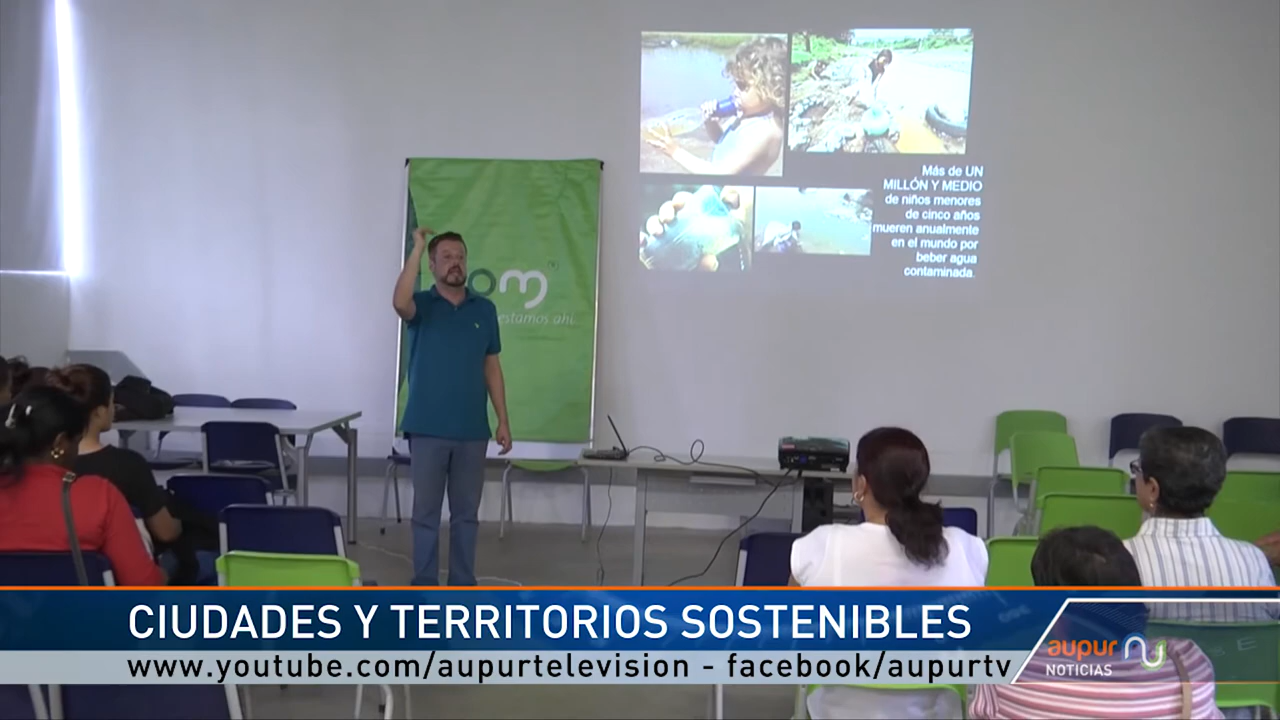 Más de UN
MILLÓN Y MEDIO
de niños menores
de cinco años
mueren anualmente
en el mundo por
beber agua
contaminada.
om
estamos ahí.
CIUDADES Y TERRITORIOS SOSTENIBLES
www.youtube.com/aupurtelevision - facebook/aupurtv
aupur
NOTICIAS